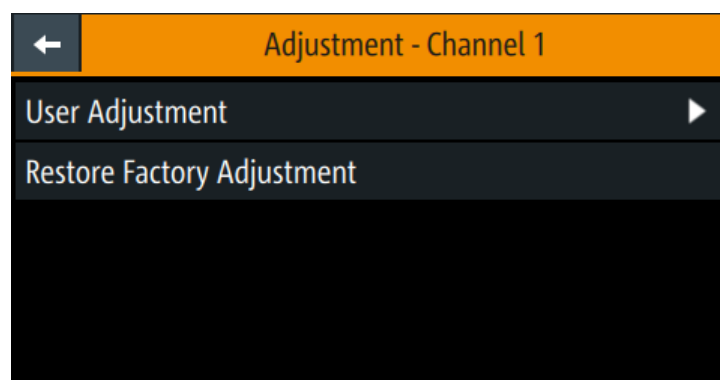 Adjustment - Channel 1
User Adjustment
Restore Factory Adjustment